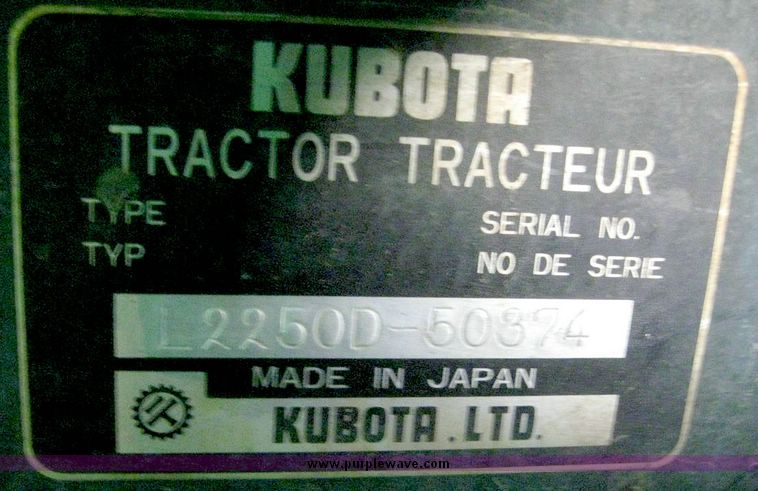 KUBOTA
TRACTOR TRACTEUR
TYPE SERIAL NO.
TYP NO DE SERIE
L2250D-50374
MADE IN JAPAN
KUBOTA.LTD.
www.purplewave.com